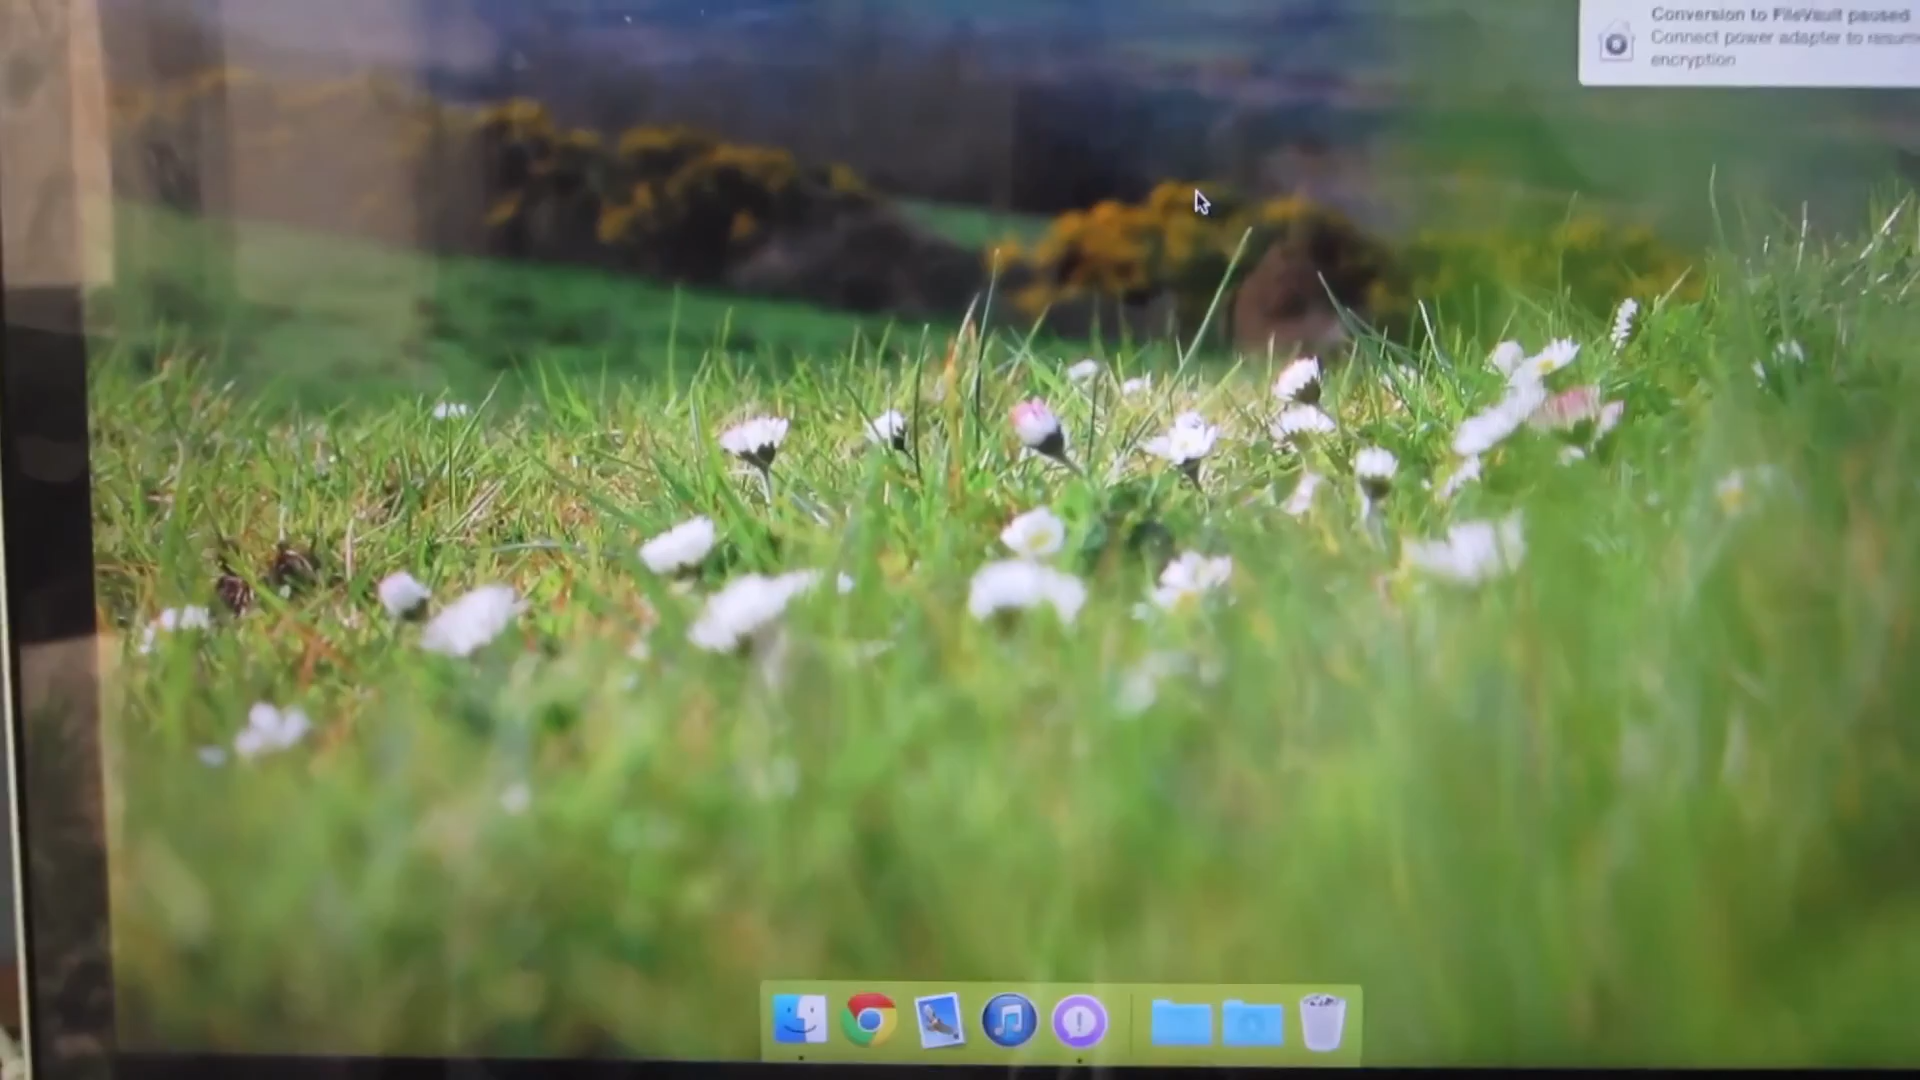 Conversion to FileVault paused
Connect power adapter to resume
encryption